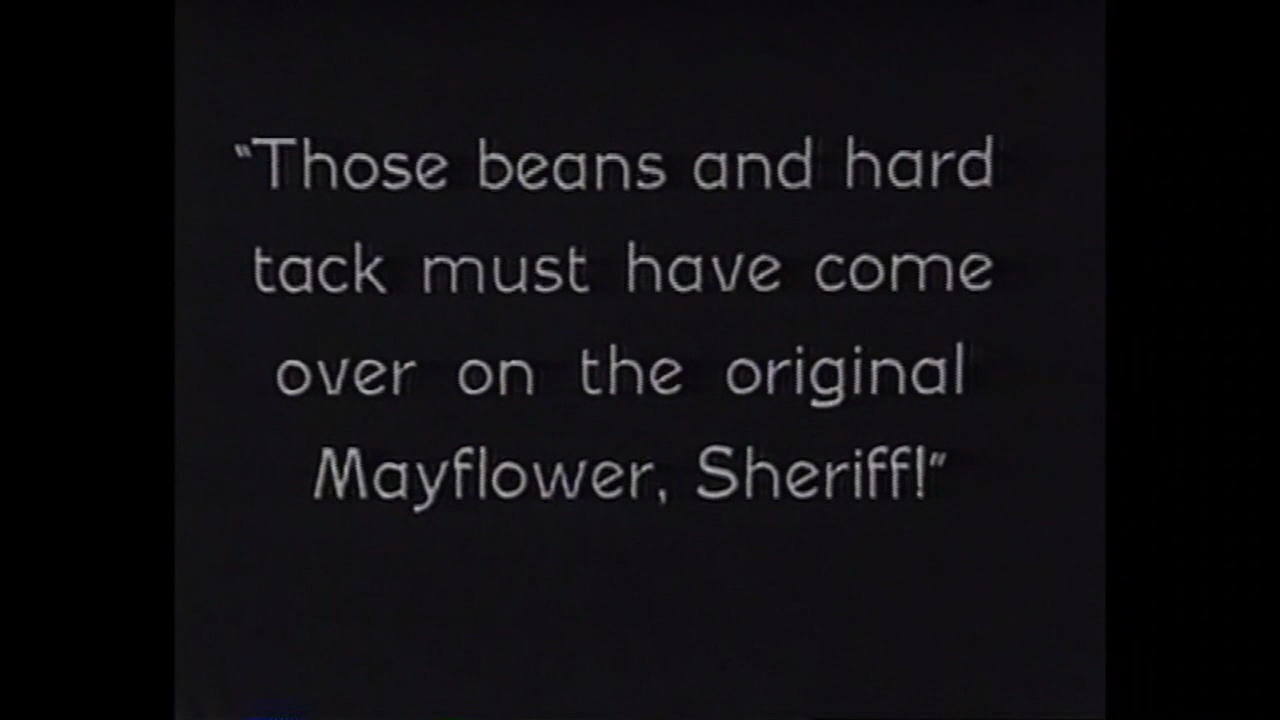 “Those beans and hard
tack must have come
over on the original
Mayflower, Sheriff!”